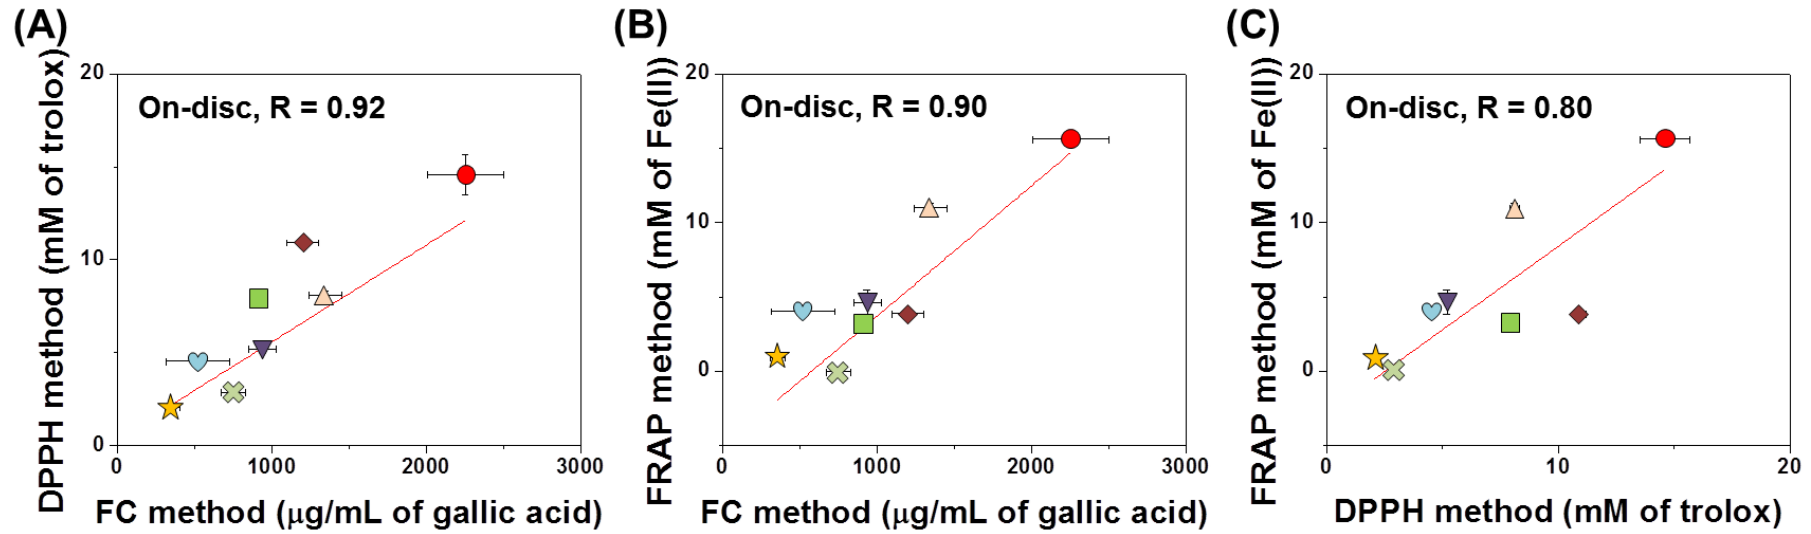 (A)
DPPH method (mM of trolox)
20
10
0
On-disc, R = 0.92
0 1000 2000 3000
FC method (μg/mL of gallic acid)
(B)
FRAP method (mM of Fe(II))
20
10
0
On-disc, R = 0.90
0 1000 2000 3000
FC method (μg/mL of gallic acid)
(C)
FRAP method (mM of Fe(II))
20
10
0
On-disc, R = 0.80
0 10 20
DPPH method (mM of trolox)